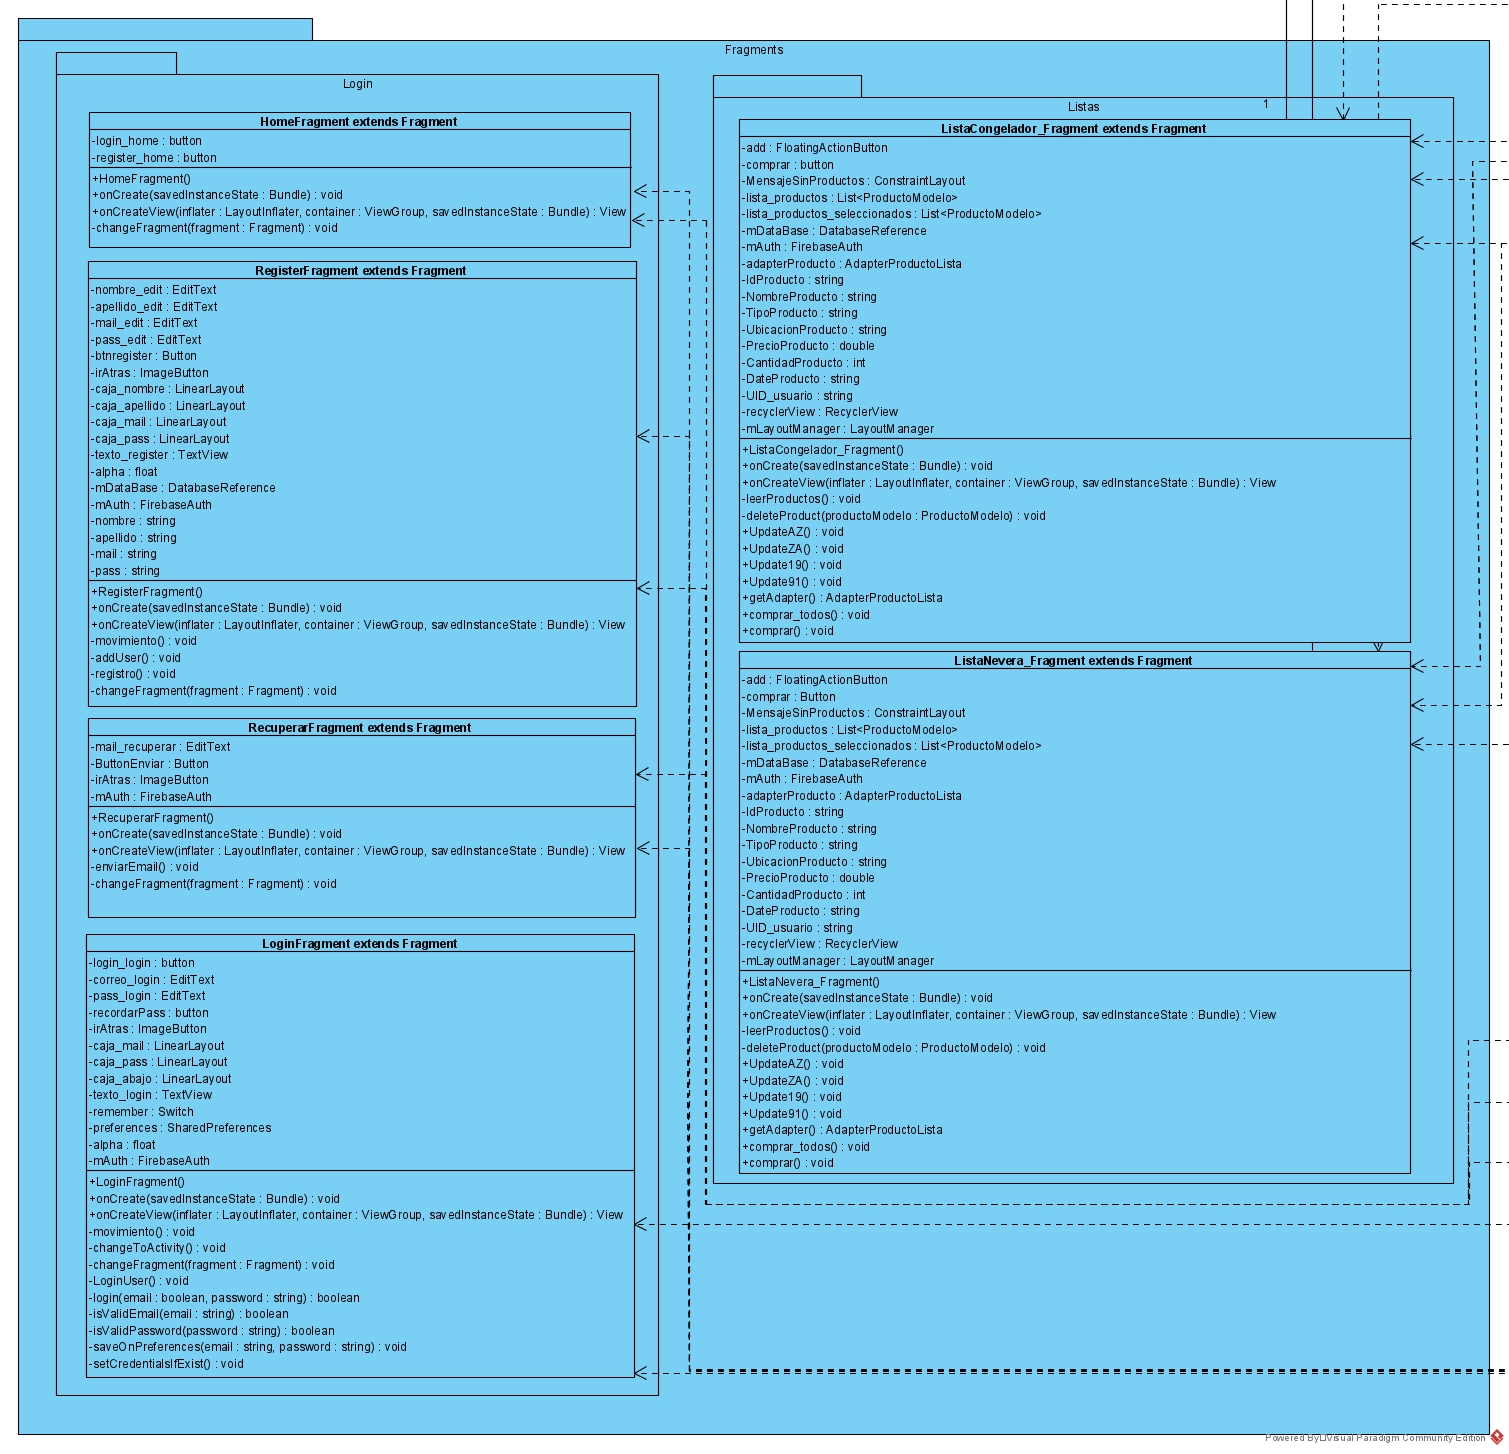 Fragments
Login
HomeFragment extends Fragment
-login_home : button
-register_home : button
+HomeFragment()
+onCreate(savedInstanceState : Bundle) : void
+onCreateView(inflater : LayoutInflater, container : ViewGroup, savedInstanceState : Bundle) : View
-changeFragment(fragment : Fragment) : void
RegisterFragment extends Fragment
-nombre_edit : EditText
-apellido_edit : EditText
-mail_edit : EditText
-pass_edit : EditText
-btnregister : Button
-irAtras : ImageButton
-caja_nombre : LinearLayout
-caja_apellido : LinearLayout
-caja_mail : LinearLayout
-caja_pass : LinearLayout
-texto_register : TextView
-alpha : float
-mDataBase : DatabaseReference
-mAuth : FirebaseAuth
-nombre : string
-apellido : string
-mail : string
-pass : string
+RegisterFragment()
+onCreate(savedInstanceState : Bundle) : void
+onCreateView(inflater : LayoutInflater, container : ViewGroup, savedInstanceState : Bundle) : View
-movimiento() : void
-addUser() : void
-registro() : void
-changeFragment(fragment : Fragment) : void
RecuperarFragment extends Fragment
-mail_recuperar : EditText
-ButtonEnviar : Button
-irAtras : ImageButton
-mAuth : FirebaseAuth
+RecuperarFragment()
+onCreate(savedInstanceState : Bundle) : void
+onCreateView(inflater : LayoutInflater, container : ViewGroup, savedInstanceState : Bundle) : View
-enviarEmail() : void
-changeFragment(fragment : Fragment) : void
LoginFragment extends Fragment
-login_login : button
-correo_login : EditText
-pass_login : EditText
-recordarPass : button
-irAtras : ImageButton
-caja_mail : LinearLayout
-caja_pass : LinearLayout
-caja_abajo : LinearLayout
-texto_login : TextView
-remember : Switch
-preferences : SharedPreferences
-alpha : float
-mAuth : FirebaseAuth
+LoginFragment()
+onCreate(savedInstanceState : Bundle) : void
+onCreateView(inflater : LayoutInflater, container : ViewGroup, savedInstanceState : Bundle) : View
-movimiento() : void
-changeToActivity() : void
-changeFragment(fragment : Fragment) : void
-LoginUser() : void
-login(email : boolean, password : string) : boolean
-isValidEmail(email : string) : boolean
-isValidPassword(password : string) : boolean
-saveOnPreferences(email : string, password : string) : void
-setCredentialsIfExist() : void
Listas
1
ListaCongelador_Fragment extends Fragment
-add : FloatingActionButton
-comprar : button
-MensajeSinProductos : ConstraintLayout
-lista_productos : List<ProductoModelo>
-lista_productos_seleccionados : List<ProductoModelo>
-mDataBase : DatabaseReference
-mAuth : FirebaseAuth
-adapterProducto : AdapterProductoLista
-IdProducto : string
-NombreProducto : string
-TipoProducto : string
-UbicacionProducto : string
-PrecioProducto : double
-CantidadProducto : int
-DateProducto : string
-UID_usuario : string
-recyclerView : RecyclerView
-mLayoutManager : LayoutManager
+ListaCongelador_Fragment()
+onCreate(savedInstanceState : Bundle) : void
+onCreateView(inflater : LayoutInflater, container : ViewGroup, savedInstanceState : Bundle) : View
-leerProductos() : void
-deleteProduct(productoModelo : ProductoModelo) : void
+UpdateAZ() : void
+UpdateZA() : void
+Update19() : void
+Update91() : void
+getAdapter() : AdapterProductoLista
+comprar_todos() : void
+comprar() : void
ListaNevera_Fragment extends Fragment
-add : FloatingActionButton
-comprar : Button
-MensajeSinProductos : ConstraintLayout
-lista_productos : List<ProductoModelo>
-lista_productos_seleccionados : List<ProductoModelo>
-mDataBase : DatabaseReference
-mAuth : FirebaseAuth
-adapterProducto : AdapterProductoLista
-IdProducto : string
-NombreProducto : string
-TipoProducto : string
-UbicacionProducto : string
-PrecioProducto : double
-CantidadProducto : int
-DateProducto : string
-UID_usuario : string
-recyclerView : RecyclerView
-mLayoutManager : LayoutManager
+ListaNevera_Fragment()
+onCreate(savedInstanceState : Bundle) : void
+onCreateView(inflater : LayoutInflater, container : ViewGroup, savedInstanceState : Bundle) : View
-leerProductos() : void
-deleteProduct(productoModelo : ProductoModelo) : void
+UpdateAZ() : void
+UpdateZA() : void
+Update19() : void
+Update91() : void
+getAdapter() : AdapterProductoLista
+comprar_todos() : void
+comprar() : void
Powered By Visual Paradigm Community Edition